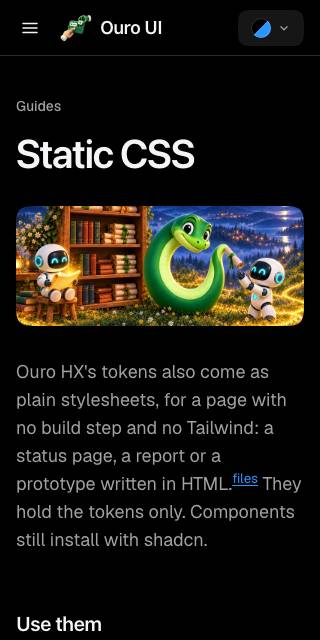 Ouro UI
Guides
Static CSS
Ouro HX's tokens also come as
plain stylesheets, for a page with
no build step and no Tailwind: a
status page, a report or a
prototype written in HTML.files They
hold the tokens only. Components
still install with shadcn.
Use them